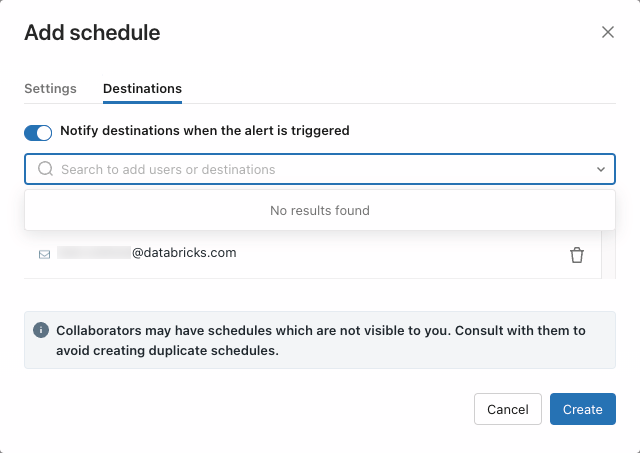 Add schedule
Settings
Destinations
Notify destinations when the alert is triggered
Search to add users or destinations
No results found
@databricks.com
Collaborators may have schedules which are not visible to you. Consult with them to
avoid creating duplicate schedules.
Cancel
Create